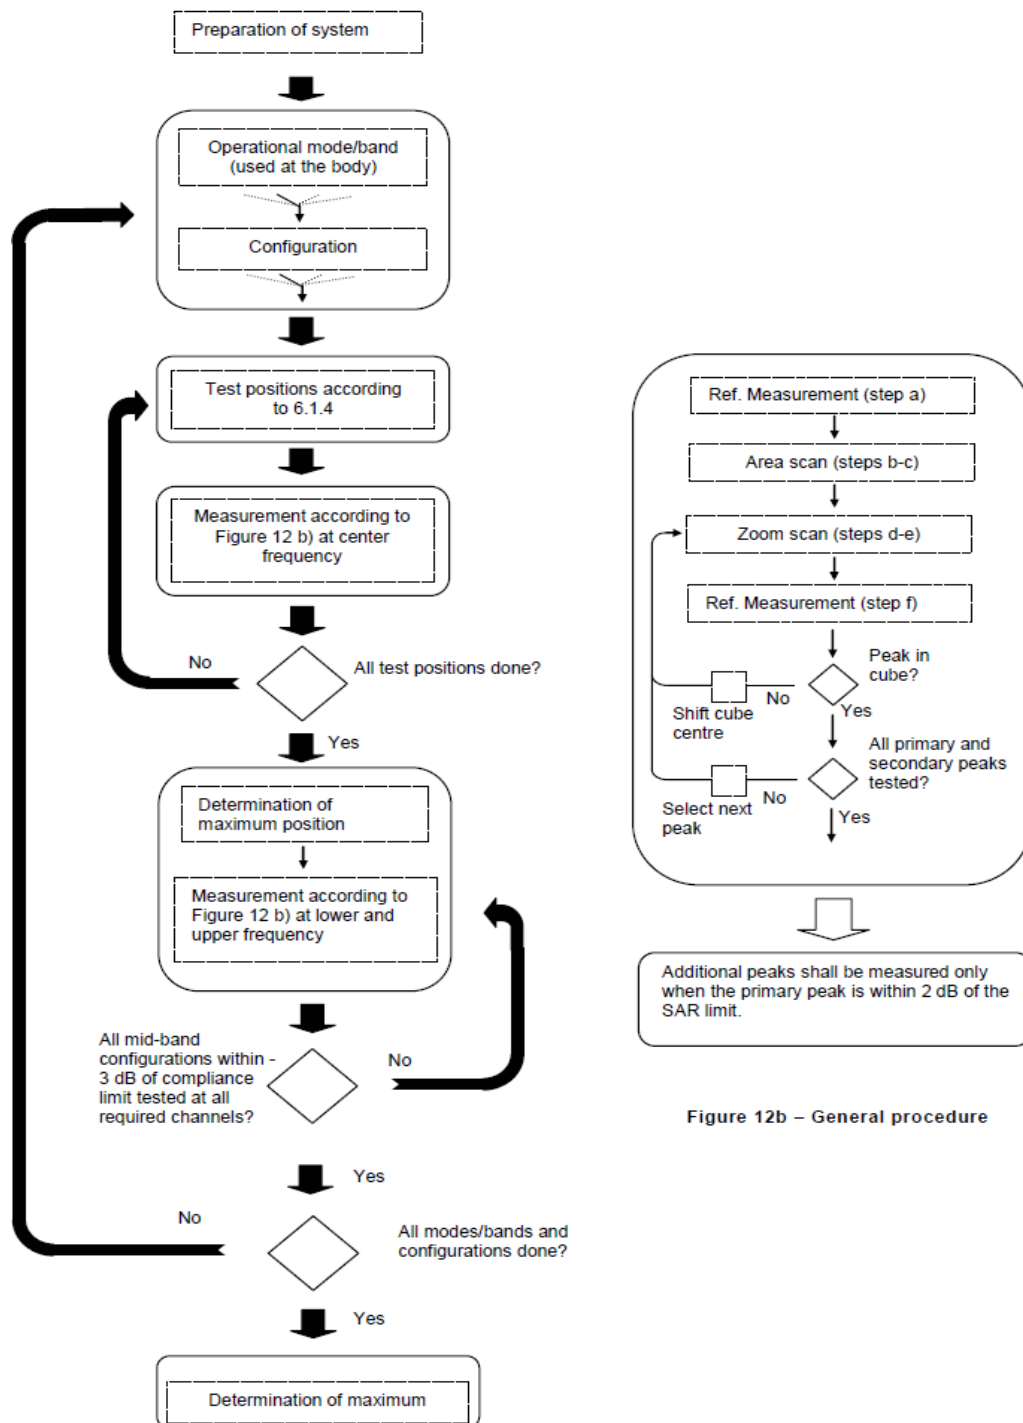 Preparation of system
Operational mode/band
(used at the body)
Configuration
Test positions according
to 6.1.4
Measurement according to
Figure 12 b) at center
frequency
No
All test positions done?
Yes
Determination of
maximum position
Measurement according to
Figure 12 b) at lower and
upper frequency
All mid-band
configurations within -
3 dB of compliance
limit tested at all
required channels?
No
Yes
No
All modes/bands and
configurations done?
Yes
Determination of maximum
Ref. Measurement (step a)
Area scan (steps b-c)
Zoom scan (steps d-e)
Ref. Measurement (step f)
Peak in
cube?
No
Shift cube
centre
Yes
All primary and
secondary peaks
tested?
No
Select next
peak
Yes
Additional peaks shall be measured only
when the primary peak is within 2 dB of the
SAR limit.
Figure 12b – General procedure